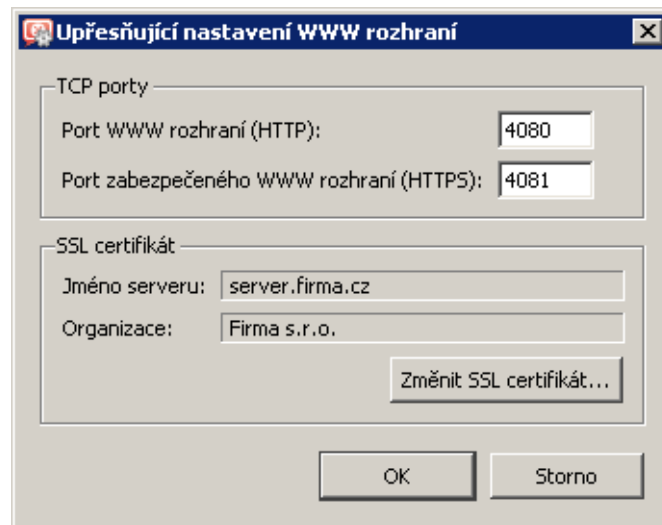 Upřesňující nastavení WWW rozhraní
TCP porty
Port WWW rozhraní (HTTP): 4080
Port zabezpečeného WWW rozhraní (HTTPS): 4081
SSL certifikát
Jméno serveru: server.firma.cz
Organizace: Firma s.r.o.
Změnit SSL certifikát...
OK Storno